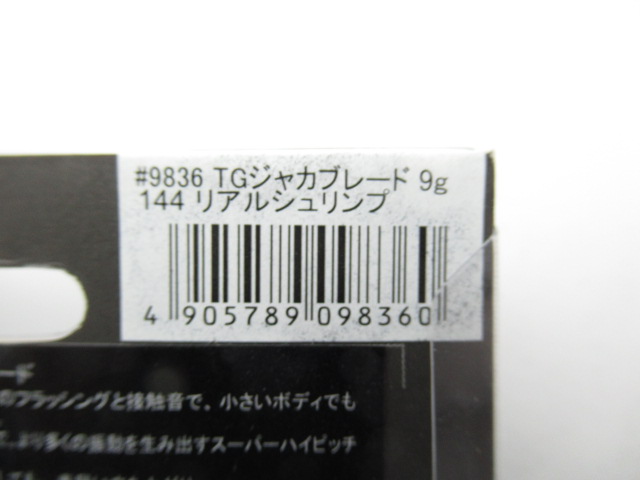 #9836 TGジャカブレード 9g
144 リアルシュリンプ
4 905789 098360
ード
のフラッシングと接触音で。小さいボディでも
より多くの振動を生み出すスーパーハイピッチ